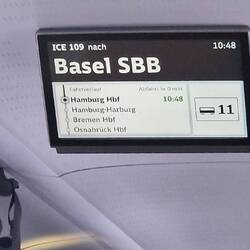 ICE 109 nach 10:48
Basel SBB
Fahrtverlauf Abfahrt in 0 min
Hamburg Hbf 10:48
Hamburg-Harburg
Bremen Hbf
Osnabrück Hbf
11